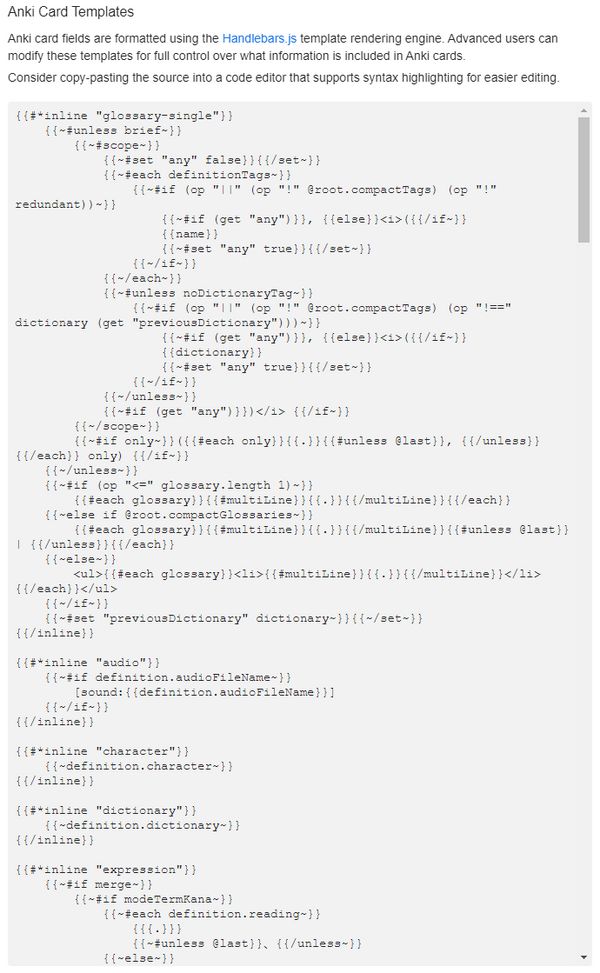 Anki Card Templates
Anki card fields are formatted using the Handlebars.js template rendering engine. Advanced users can
modify these templates for full control over what information is included in Anki cards.
Consider copy-pasting the source into a code editor that supports syntax highlighting for easier editing.
{{#*inline "glossary-single"}}
    {{~#unless brief~}}
        {{~#scope~}}
            {{~#set "any" false}}{{/set~}}
            {{~#each definitionTags~}}
                {{~#if (op "||" (op "!" @root.compactTags) (op "!"
redundant))~}}
                    {{~#if (get "any")}}, {{else}}<i>({{/if~}}
                    {{name}}
                    {{~#set "any" true}}{{/set~}}
                {{~/if~}}
            {{~/each~}}
            {{~#unless noDictionaryTag~}}
                {{~#if (op "||" (op "!" @root.compactTags) (op "!=="
dictionary (get "previousDictionary")))~}}
                    {{~#if (get "any")}}, {{else}}<i>({{/if~}}
                    {{dictionary}}
                    {{~#set "any" true}}{{/set~}}
                {{~/if~}}
            {{~/unless~}}
            {{~#if (get "any")}})</i> {{/if~}}
        {{~/scope~}}
        {{~#if only~}}({{#each only}}{{.}}{{#unless @last}}, {{/unless}}
{{/each}} only) {{/if~}}
    {{~/unless~}}
    {{~#if (op "<=" glossary.length 1)~}}
        {{#each glossary}}{{#multiLine}}{{.}}{{/multiLine}}{{/each}}
    {{~else if @root.compactGlossaries~}}
        {{#each glossary}}{{#multiLine}}{{.}}{{/multiLine}}{{#unless @last}}
| {{/unless}}{{/each}}
    {{~else~}}
        <ul>{{#each glossary}}<li>{{#multiLine}}{{.}}{{/multiLine}}</li>
{{/each}}</ul>
    {{~/if~}}
    {{~#set "previousDictionary" dictionary~}}{{~/set~}}
{{/inline}}

{{#*inline "audio"}}
    {{~#if definition.audioFileName~}}
        [sound:{{definition.audioFileName}}]
    {{~/if~}}
{{/inline}}

{{#*inline "character"}}
    {{~definition.character~}}
{{/inline}}

{{#*inline "dictionary"}}
    {{~definition.dictionary~}}
{{/inline}}

{{#*inline "expression"}}
    {{~#if merge~}}
        {{~#if modeTermKana~}}
            {{~#each definition.reading~}}
                {{{.}}}
                {{~#unless @last}}、{{/unless~}}
            {{~else~}}